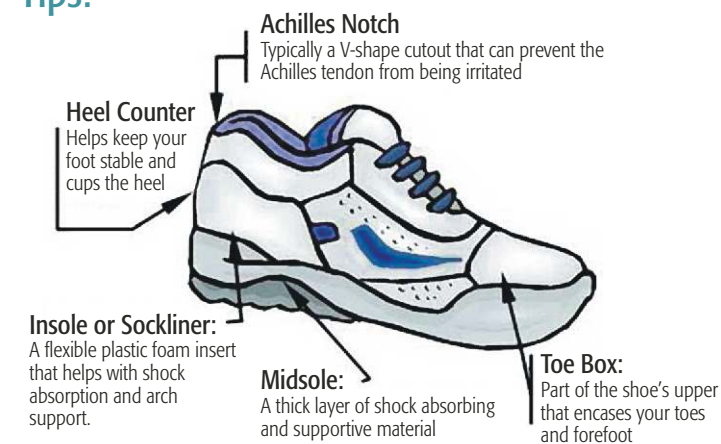 Tips:
Achilles Notch
Typically a V-shape cutout that can prevent the
Achilles tendon from being irritated
Heel Counter
Helps keep your
foot stable and
cups the heel
Insole or Sockliner:
A flexible plastic foam insert
that helps with shock
absorption and arch
support.
Midsole:
A thick layer of shock absorbing
and supportive material
Toe Box:
Part of the shoe's upper
that encases your toes
and forefoot